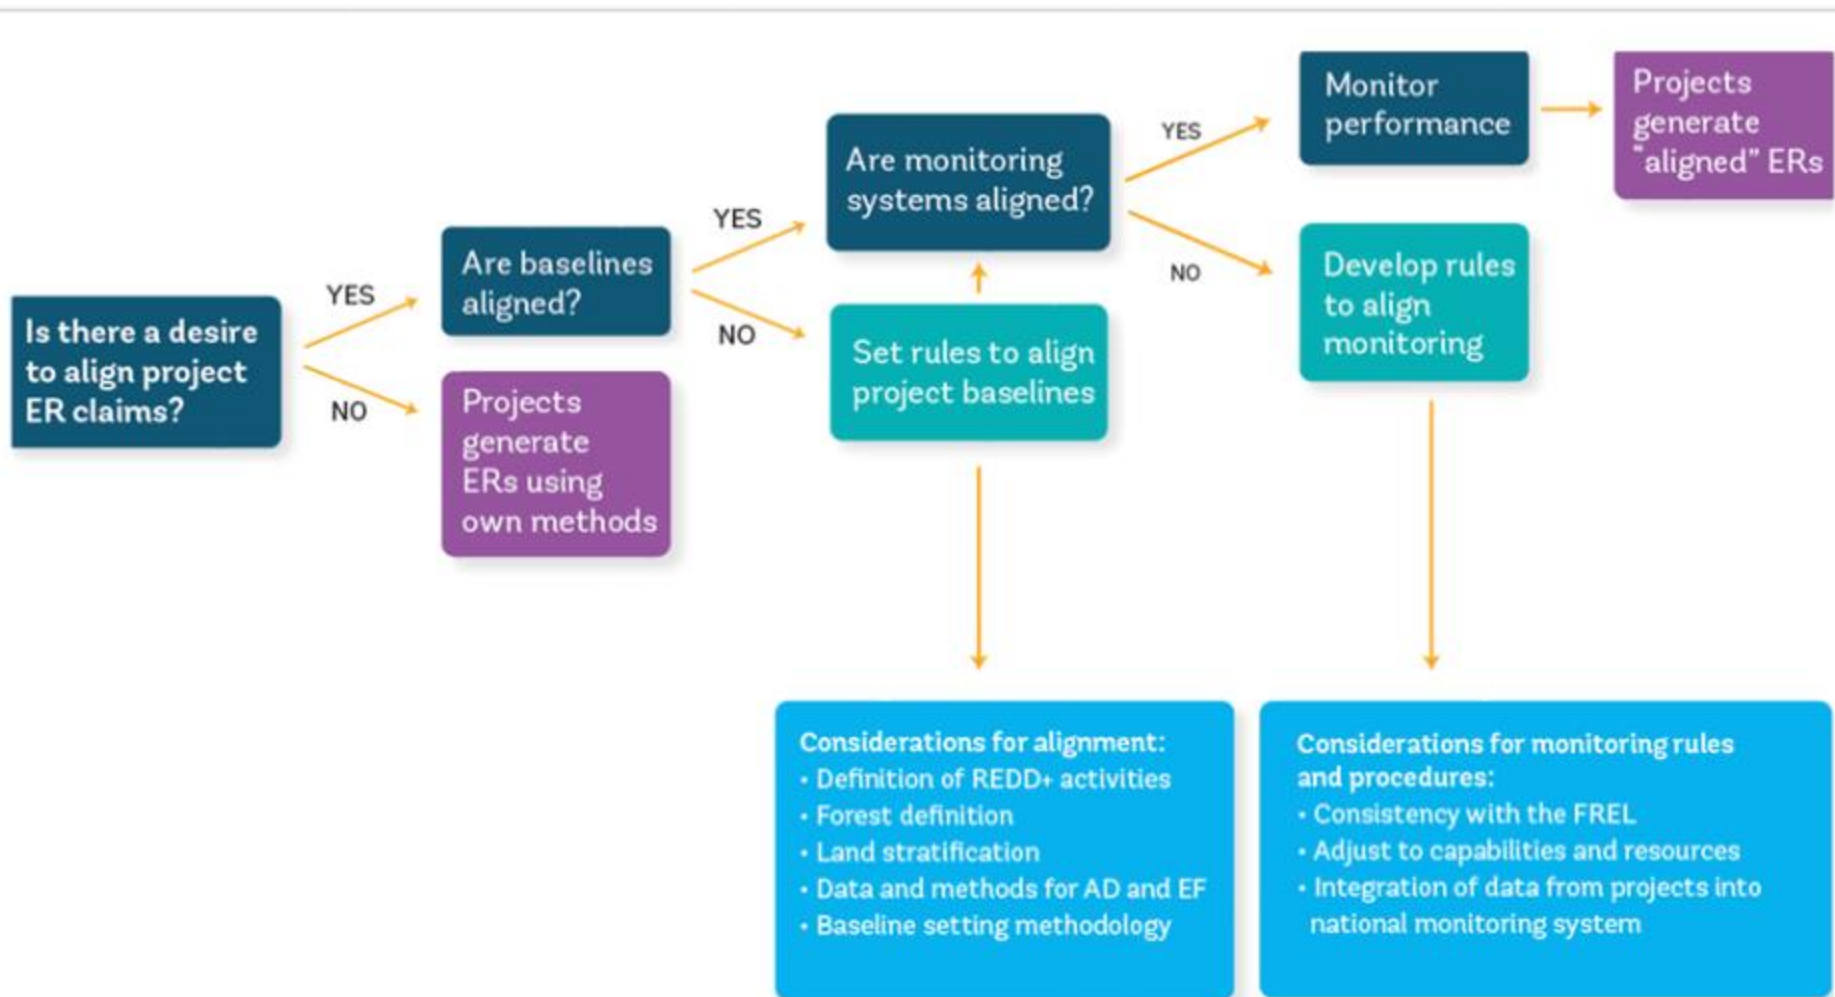 Is there a desire
to align project
ER claims?
YES
NO
Are baselines
aligned?
Projects
generate
ERs using
own methods
YES
NO
Are monitoring
systems aligned?
Set rules to align
project baselines
YES
NO
Monitor
performance
Projects
generate
“aligned” ERs
Develop rules
to align
monitoring
Considerations for alignment:
• Definition of REDD+ activities
• Forest definition
• Land stratification
• Data and methods for AD and EF
• Baseline setting methodology
Considerations for monitoring rules
and procedures:
• Consistency with the FREL
• Adjust to capabilities and resources
• Integration of data from projects into
national monitoring system